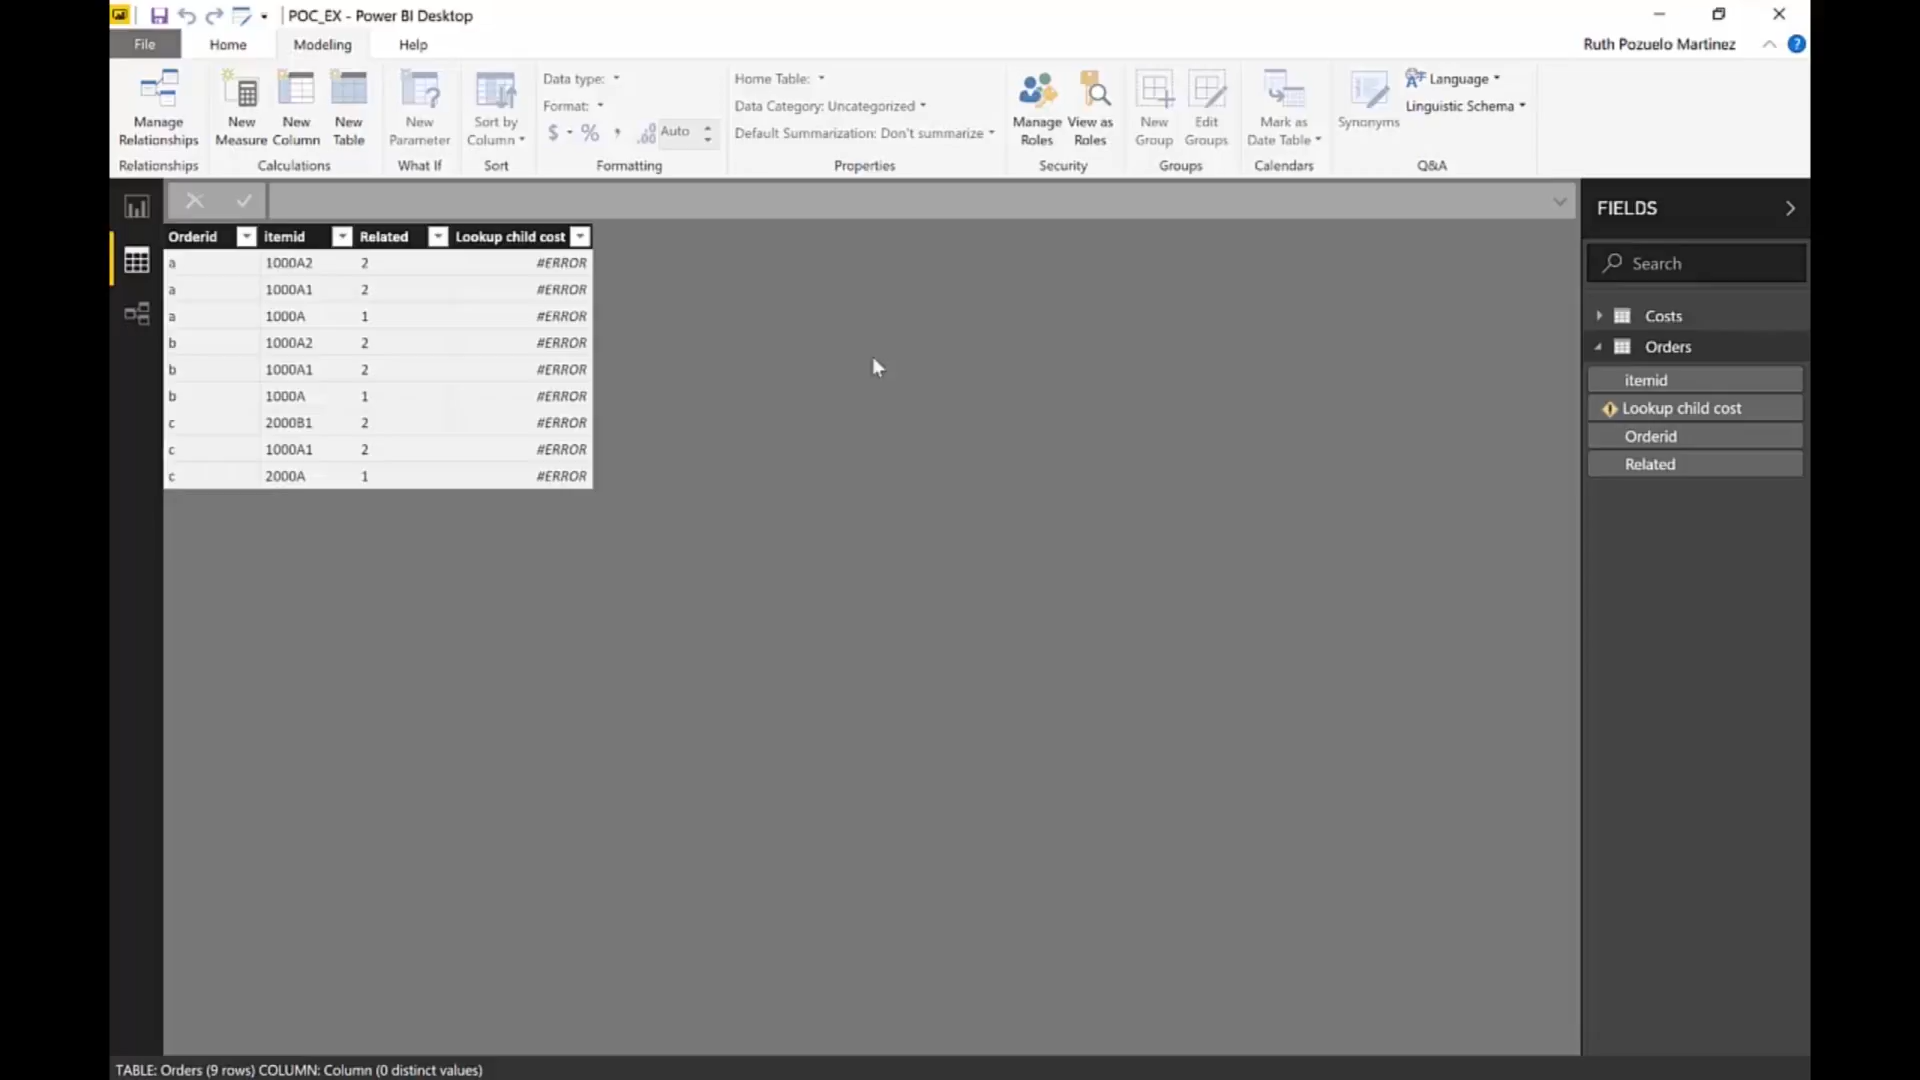 POC_EX - Power BI Desktop
File Home Modeling Help
Ruth Pozuelo Martinez
Manage Relationships
New Measure
New Column
New Table
New Parameter
Sort by Column
Data type:
Format:
$ % , .00 Auto
Home Table:
Data Category: Uncategorized
Default Summarization: Don't summarize
Manage Roles
View as Roles
New Group
Edit Groups
Mark as Date Table
Synonyms
Language
Linguistic Schema
Relationships Calculations What If Sort Formatting Properties Security Groups Calendars Q&A
Orderid itemid Related Lookup child cost
a 1000A2 2 #ERROR
a 1000A1 2 #ERROR
a 1000A 1 #ERROR
b 1000A2 2 #ERROR
b 1000A1 2 #ERROR
b 1000A 1 #ERROR
c 2000B1 2 #ERROR
c 1000A1 2 #ERROR
c 2000A 1 #ERROR
FIELDS
Search
Costs
Orders
itemid
Lookup child cost
Orderid
Related
TABLE: Orders (9 rows) COLUMN: Column (0 distinct values)